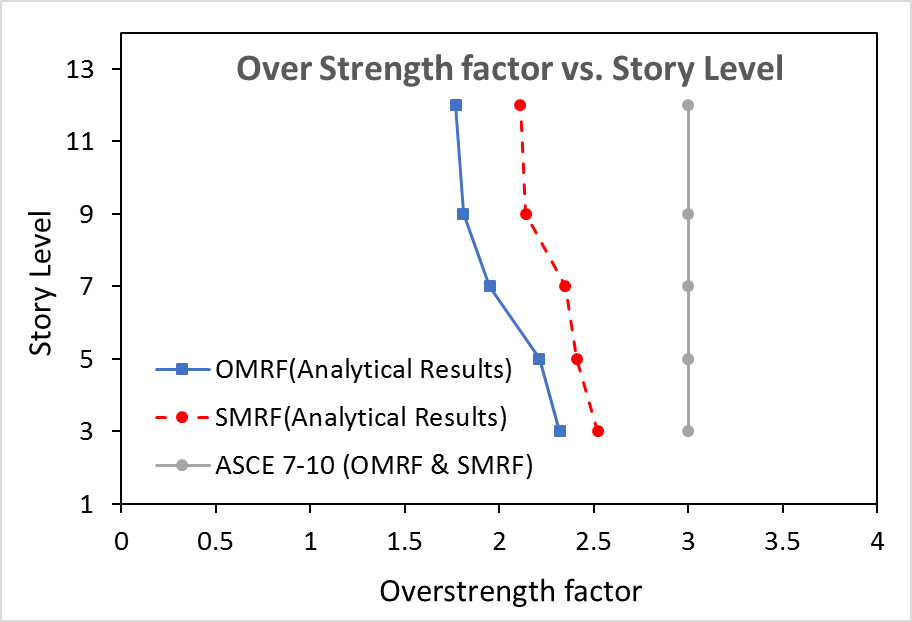 Over Strength factor vs. Story Level
13
11
9
7
5
3
1
Story Level
OMRF(Analytical Results)
SMRF(Analytical Results)
ASCE 7-10 (OMRF & SMRF)
0 0.5 1 1.5 2 2.5 3 3.5 4
Overstrength factor